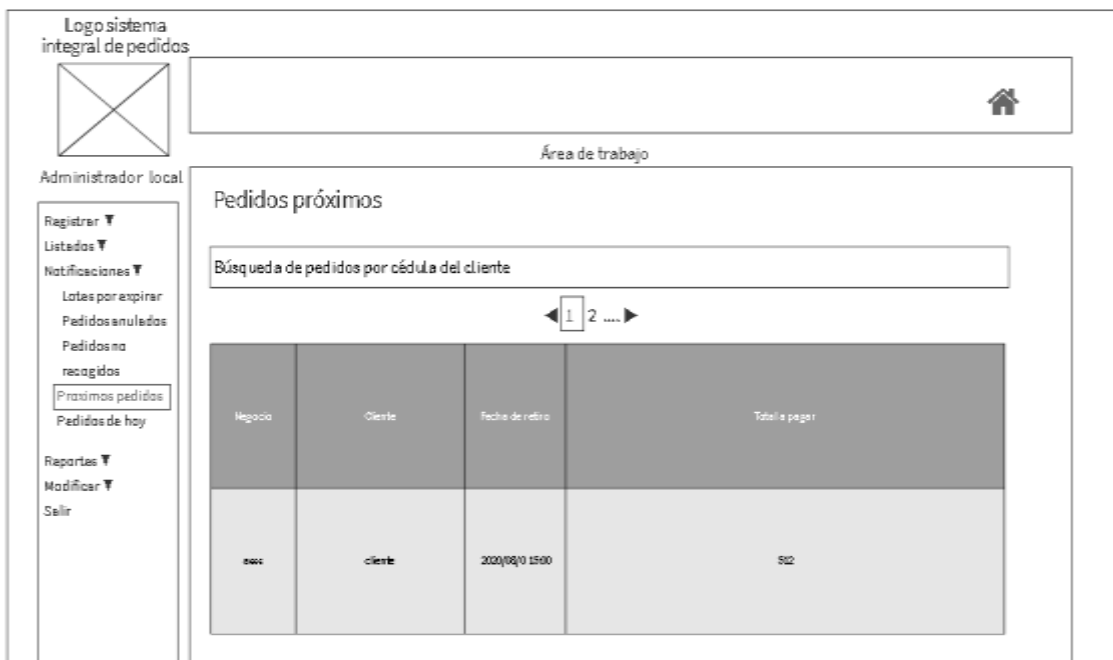 Logo sistema
integral de pedidos
Área de trabajo
Administrador local
Pedidos próximos
Registrar
Listados
Notificaciones
Lotes por expirar
Pedidos anulados
Pedidos no
recogidos
Proximos pedidos
Pedidos de hoy
Reportes
Modificar
Salir
Búsqueda de pedidos por cédula del cliente
1 2 ....
Negocio Cliente Fecha de retiro Total a pagar
cliente 15:00